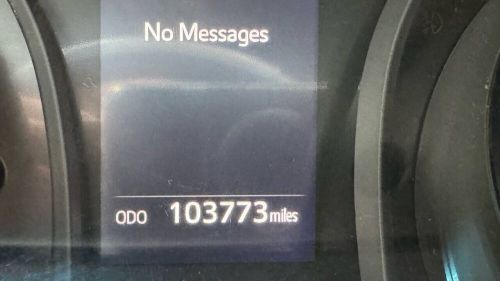 No Messages
ODO 103773 miles